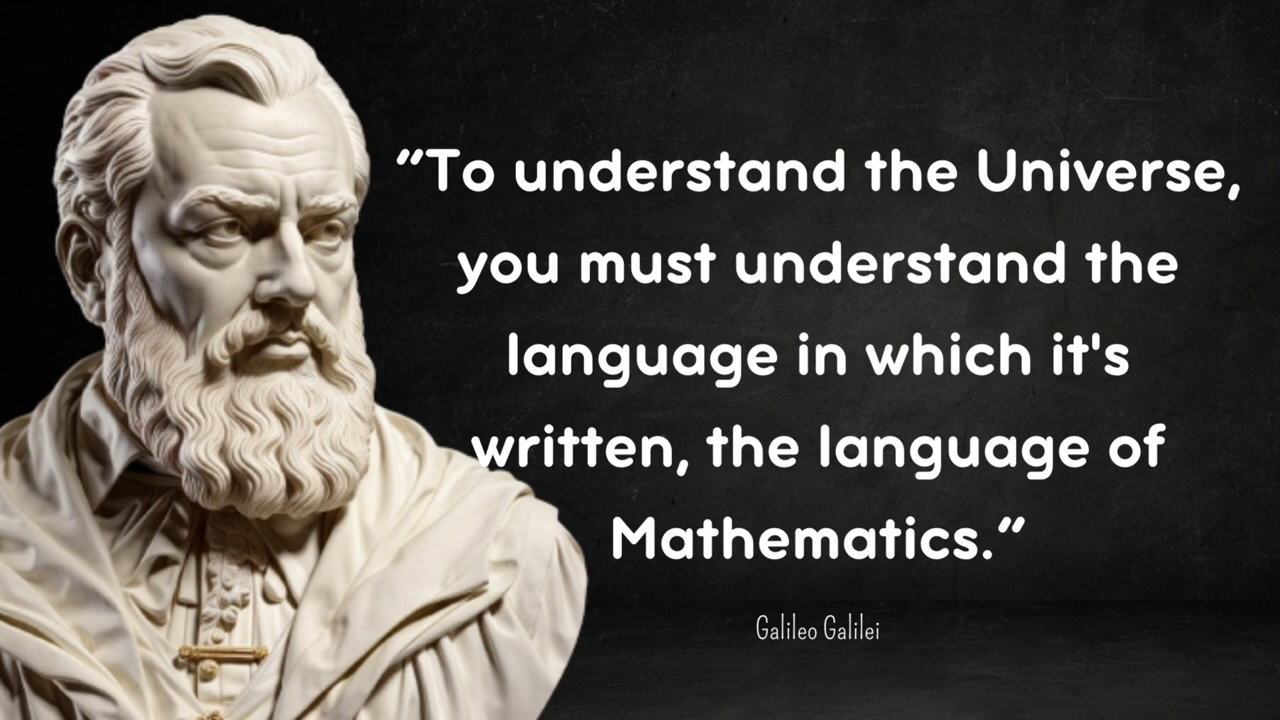 “To understand the Universe,
you must understand the
language in which it's
written, the language of
Mathematics.“
Galileo Galilei